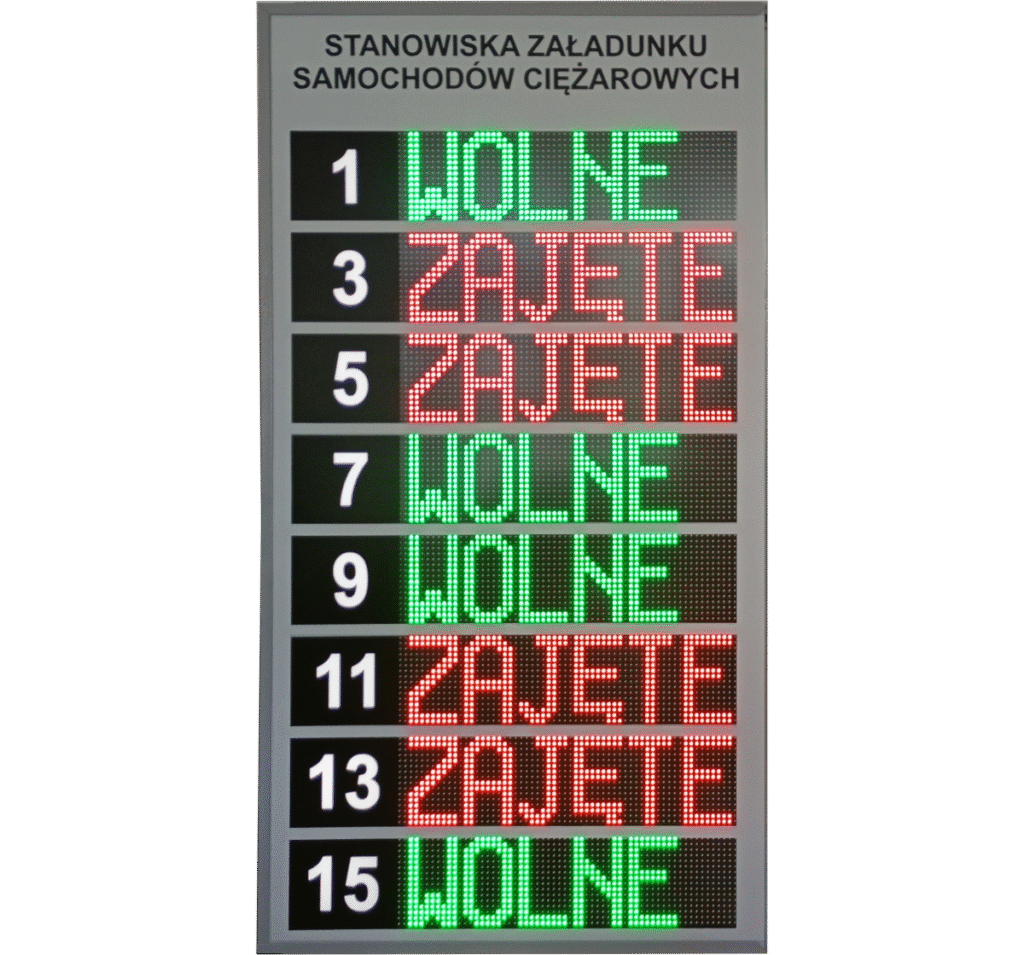 STANOWISKA ZAŁADUNKU
SAMOCHODÓW CIĘŻAROWYCH
1 WOLNE
3 ZAJĘTE
5 ZAJĘTE
7 WOLNE
9 WOLNE
11 ZAJĘTE
13 ZAJĘTE
15 WOLNE